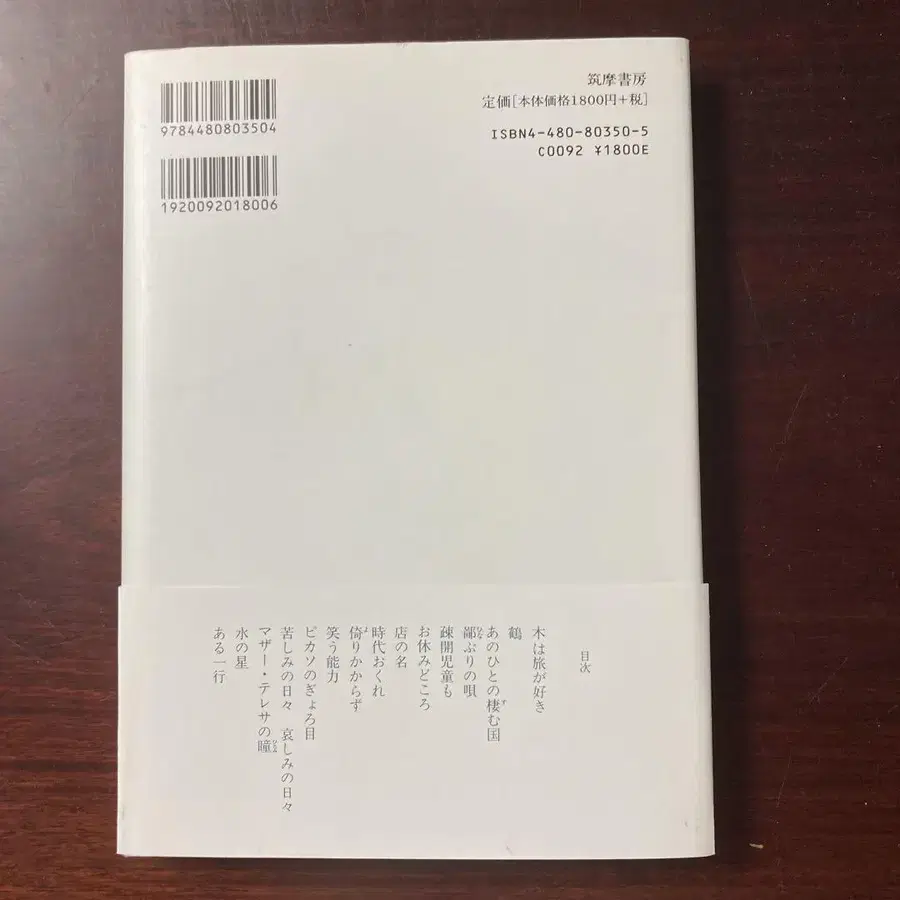 筑摩書房
定価[本体価格1800円+税]
ISBN4-480-80350-5
C0092 ¥1800E
9784480803504
1920092018006
目次
木は旅が好き
鶴
あのひとの棲む国
鄙ぶりの唄
疎開児童も
お休みどころ
店の名
時代おくれ
倚りかからず
笑う能力
ピカソのぎょろ目
苦しみの日々 哀しみの日々
マザー・テレサの瞳
水の星
ある一行